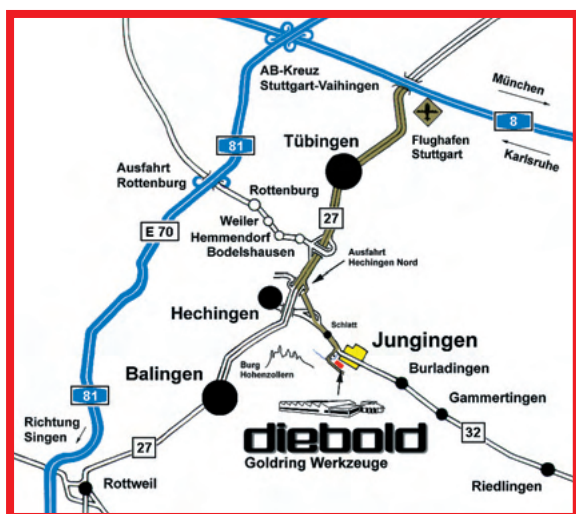 AB-Kreuz
Stuttgart-Vaihingen
München
8
Karlsruhe
Flughafen
Stuttgart
Tübingen
81
Ausfahrt
Rottenburg
Rottenburg
27
Weiler
E 70
Hemmendorf
Bodelshausen
Ausfahrt
Hechingen Nord
Hechingen
Schlatt
Jungingen
Burg
Hohenzollern
Burladingen
Balingen
Gammertingen
81
Richtung
Singen
27
diebold
Goldring Werkzeuge
32
Rottweil
Riedlingen